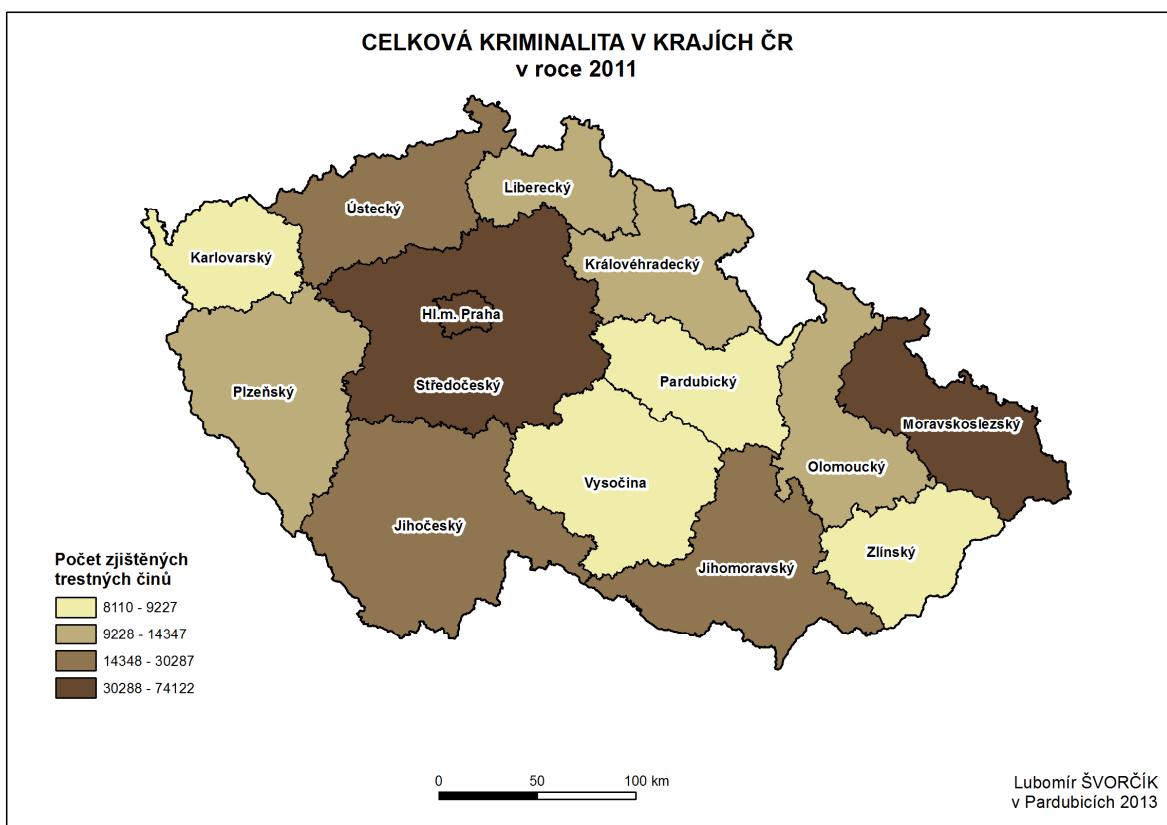 CELKOVÁ KRIMINALITA V KRAJÍCH ČR
v roce 2011
Liberecký
Ústecký
Karlovarský
Královéhradecký
Hl.m. Praha
Středočeský
Pardubický
Plzeňský
Moravskoslezský
Olomoucký
Vysočina
Jihočeský
Zlínský
Jihomoravský
Počet zjištěných
trestných činů
8110 - 9227
9228 - 14347
14348 - 30287
30288 - 74122
0 50 100 km
Lubomír ŠVORČÍK
v Pardubicích 2013